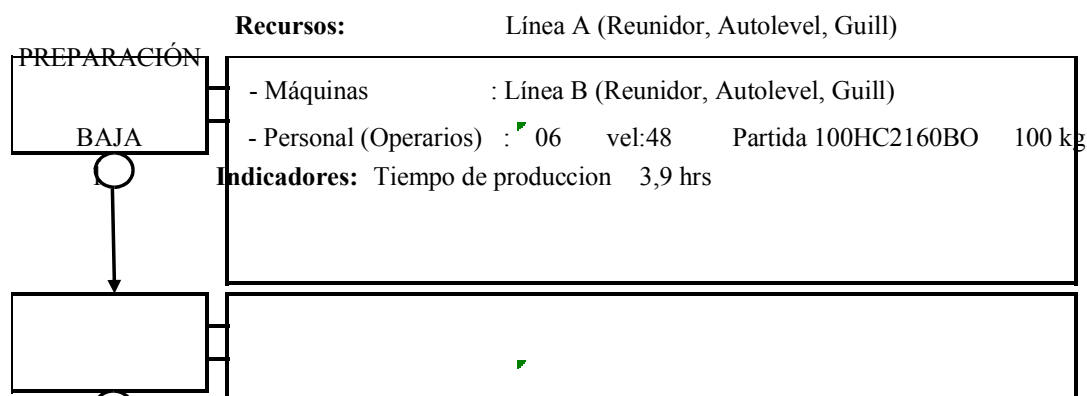 Recursos: Línea A (Reunidor, Autolevel, Guill)
PREPARACIÓN
- Máquinas : Línea B (Reunidor, Autolevel, Guill)
BAJA
- Personal (Operarios) : 06 vel:48 Partida 100HC2160BO 100 kg
Indicadores: Tiempo de produccion 3,9 hrs